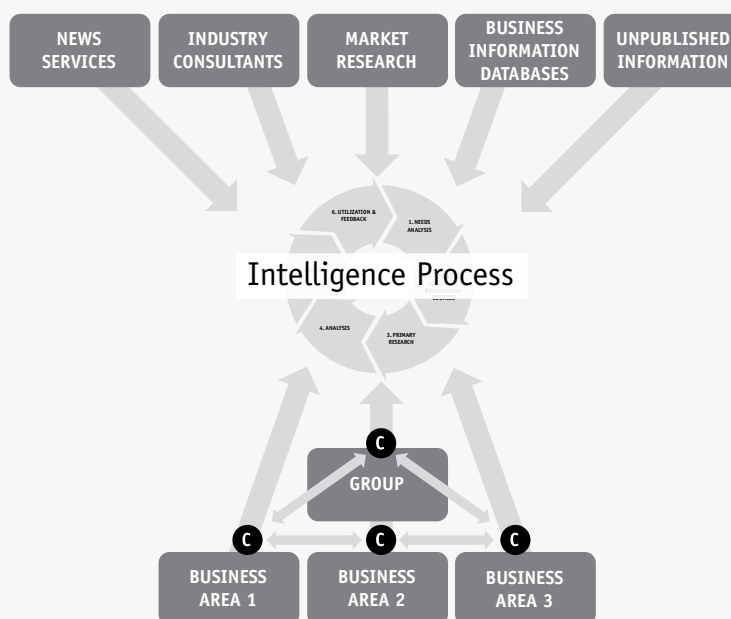 NEWS
SERVICES
INDUSTRY
CONSULTANTS
MARKET
RESEARCH
BUSINESS
INFORMATION
DATABASES
UNPUBLISHED
INFORMATION
6. UTILIZATION &
FEEDBACK
1. NEEDS
ANALYSIS
Intelligence Process
4. ANALYSIS
3. PRIMARY
RESEARCH
C
GROUP
C
C
C
BUSINESS
AREA 1
BUSINESS
AREA 2
BUSINESS
AREA 3